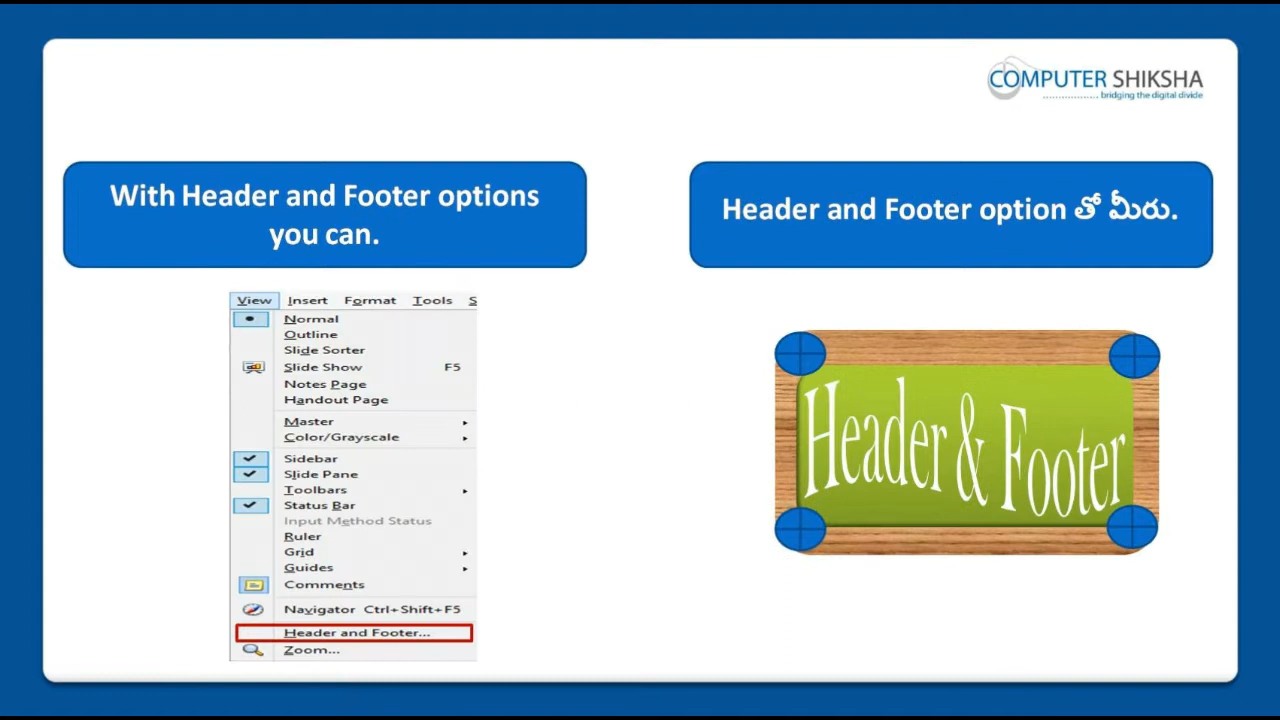 COMPUTER SHIKSHA
bridging the digital divide
With Header and Footer options
you can.
Header and Footer option తో మీరు.
View Insert Format Tools S
Normal
Outline
Slide Sorter
Slide Show F5
Notes Page
Handout Page
Master
Color/Grayscale
Sidebar
Slide Pane
Toolbars
Status Bar
Input Method Status
Ruler
Grid
Guides
Comments
Navigator Ctrl+Shift+F5
Header and Footer...
Zoom...
Header & Footer